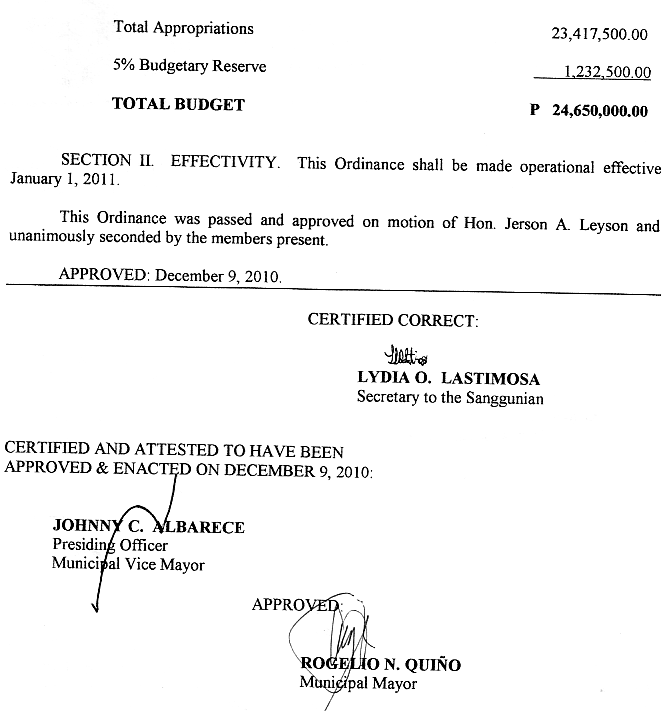 Total Appropriations 23,417,500.00
5% Budgetary Reserve 1,232,500.00
TOTAL BUDGET P 24,650,000.00
SECTION II. EFFECTIVITY. This Ordinance shall be made operational effective
January 1, 2011.
This Ordinance was passed and approved on motion of Hon. Jerson A. Leyson and
unanimously seconded by the members present.
APPROVED: December 9, 2010.
CERTIFIED CORRECT:
LYDIA O. LASTIMOSA
Secretary to the Sanggunian
CERTIFIED AND ATTESTED TO HAVE BEEN
APPROVED & ENACTED ON DECEMBER 9, 2010:
JOHNNY C. ALBARECE
Presiding Officer
Municipal Vice Mayor
APPROVED:
ROGELIO N. QUIÑO
Municipal Mayor